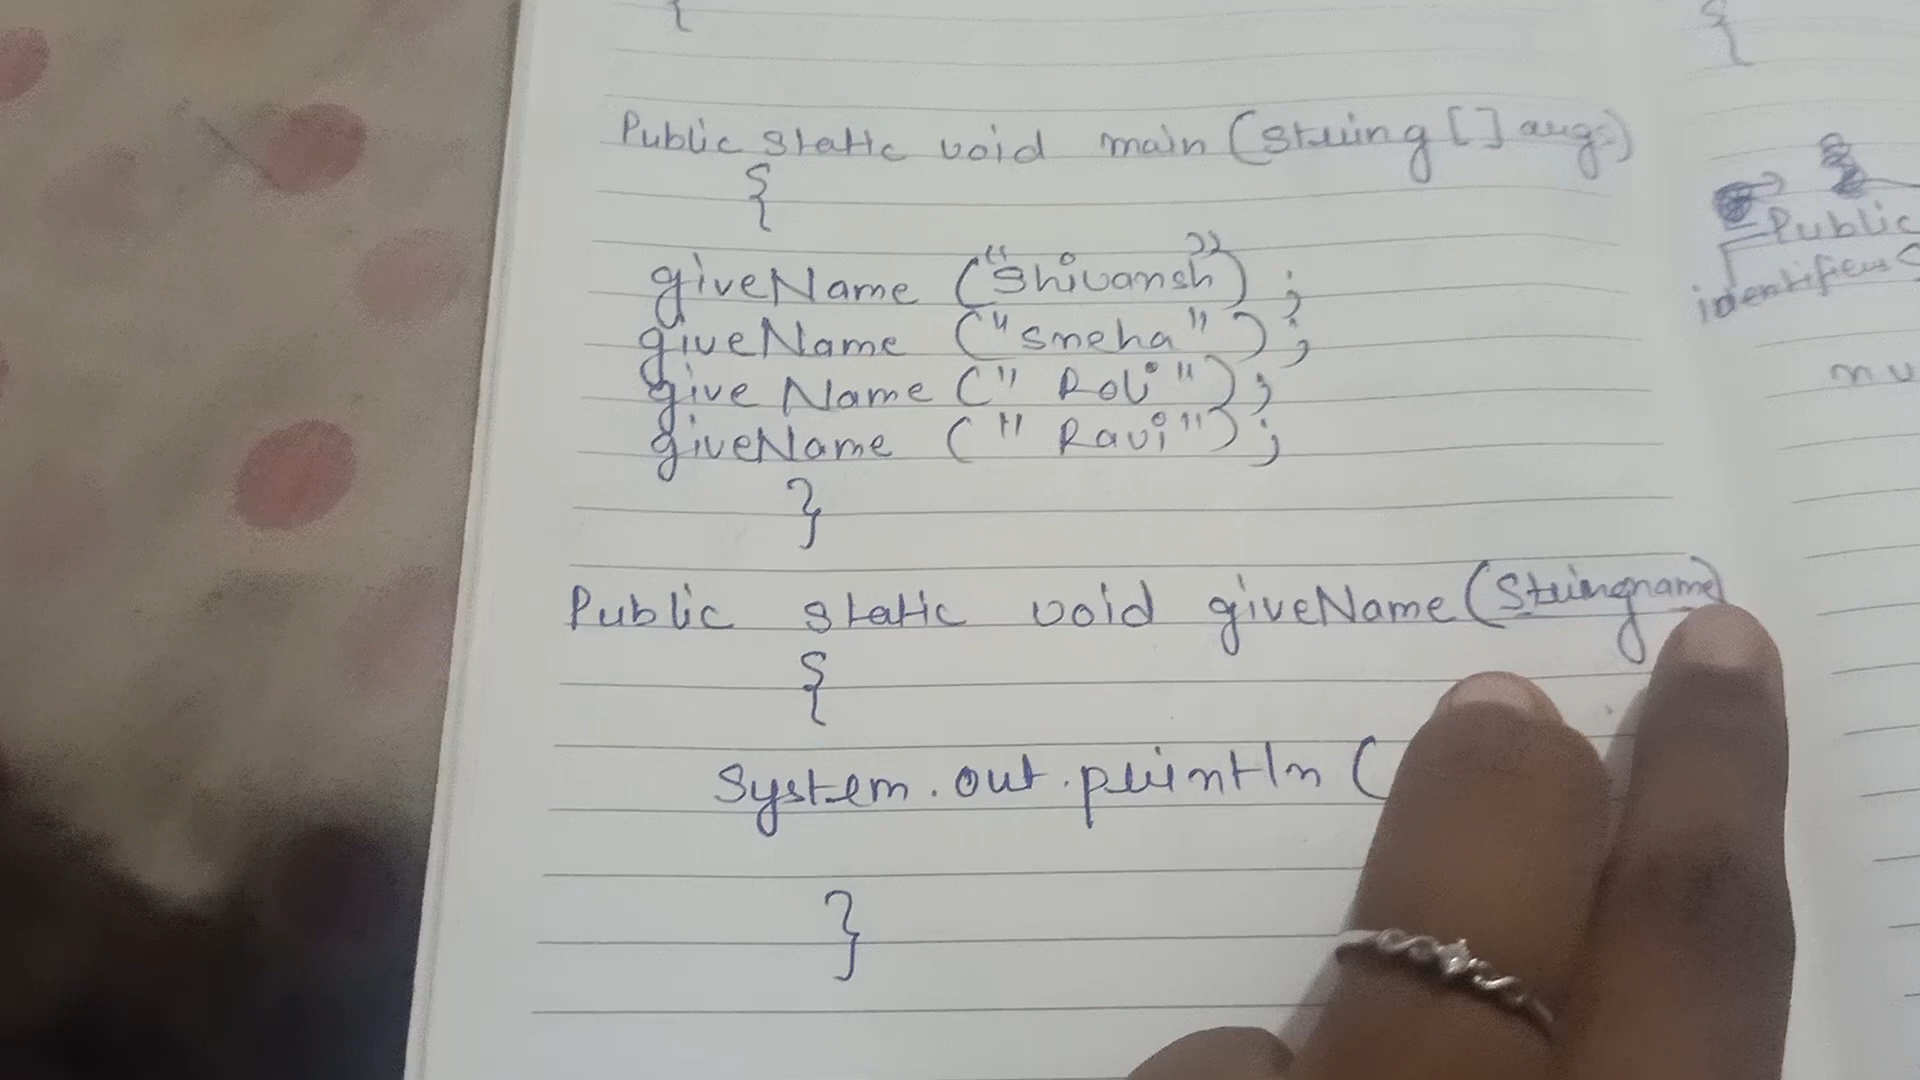 {
Public static void main (String [] args)
{
giveName ("Shivansh");
giveName ("Sneha");
give Name (" Roli");
giveName (" Ravi");
}
Public static void giveName (String name)
{
System.out.println (
}
{
Public
identifiers